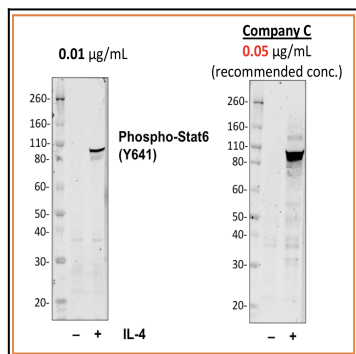 0.01 µg/mL
260-
160-
110-
80-
60-
50-
40-
30-
20-
Phospho-Stat6
(Y641)
– + IL-4
Company C
0.05 µg/mL
(recommended conc.)
260-
160-
110-
80-
60-
50-
40-
30-
20-
– +